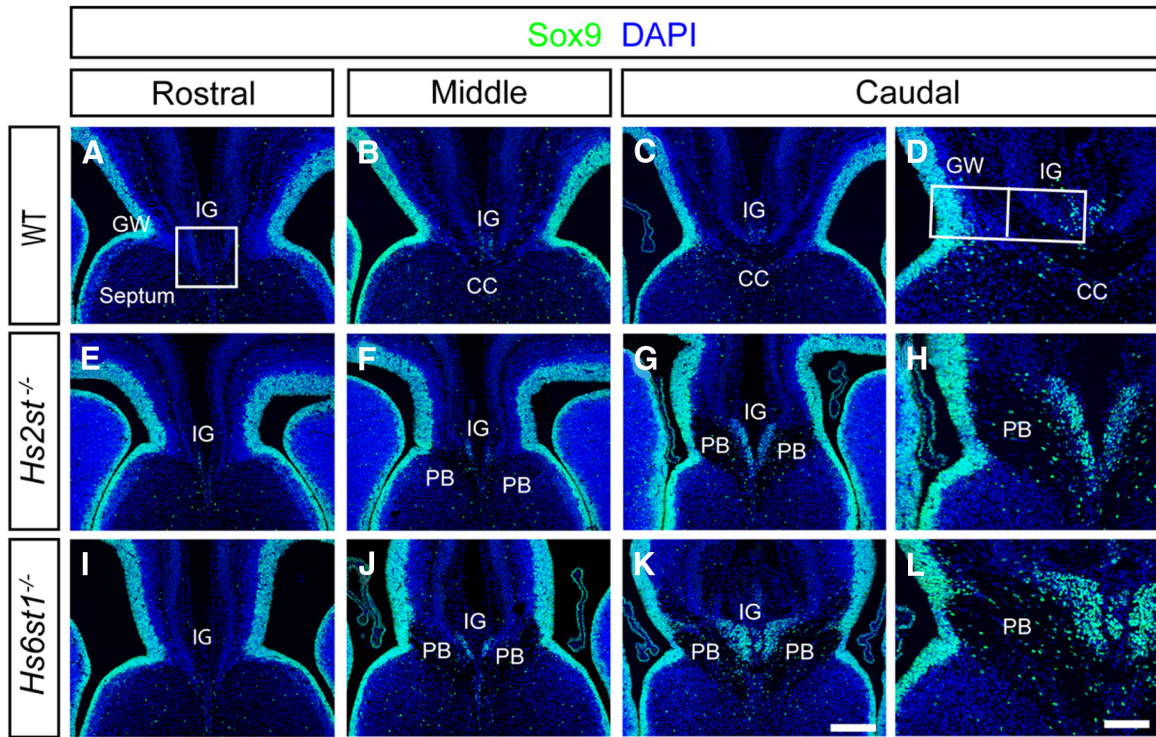 Sox9 DAPI
Rostral Middle Caudal
WT
A GW IG Septum
B IG CC
C IG CC
D GW IG CC
Hs2st-/-
E IG
F IG PB PB
G IG PB PB
H PB
Hs6st1-/-
I IG
J IG PB PB
K IG PB PB
L PB